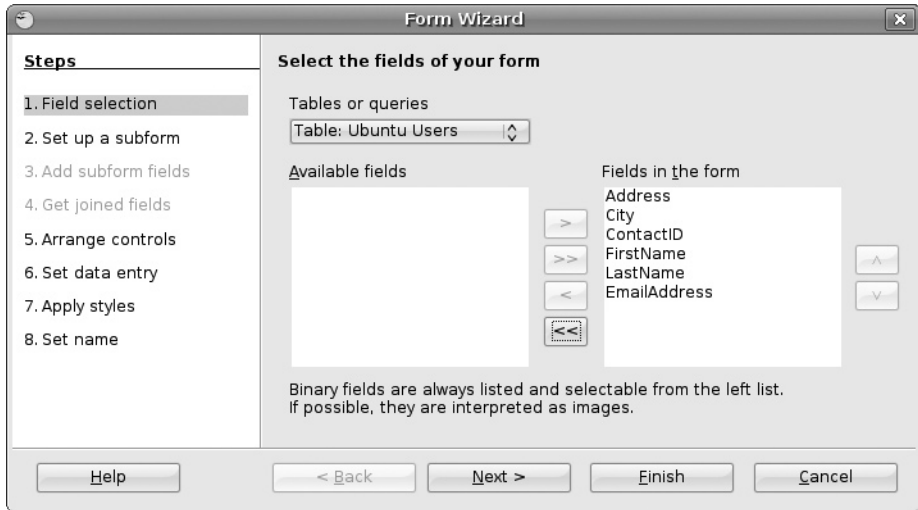 Form Wizard
Steps
1. Field selection
2. Set up a subform
3. Add subform fields
4. Get joined fields
5. Arrange controls
6. Set data entry
7. Apply styles
8. Set name
Select the fields of your form
Tables or queries
Table: Ubuntu Users
Available fields
>
>>
<
<<
Fields in the form
Address
City
ContactID
FirstName
LastName
EmailAddress
Binary fields are always listed and selectable from the left list.
If possible, they are interpreted as images.
Help
< Back
Next >
Finish
Cancel